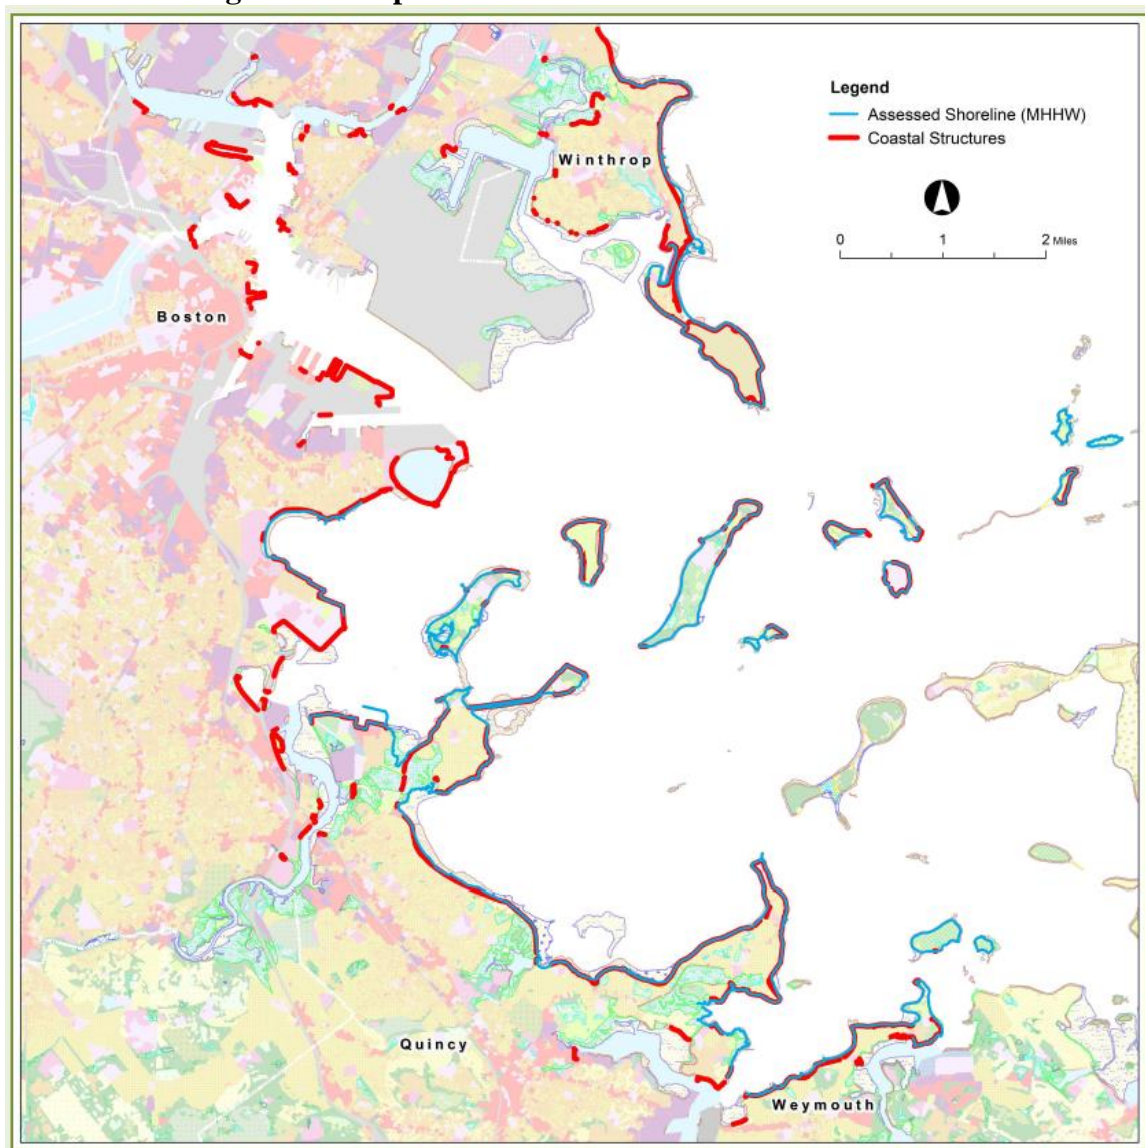 Legend
Assessed Shoreline (MHHW)
Coastal Structures
Winthrop
0 1 2 Miles
Boston
Quincy
Weymouth